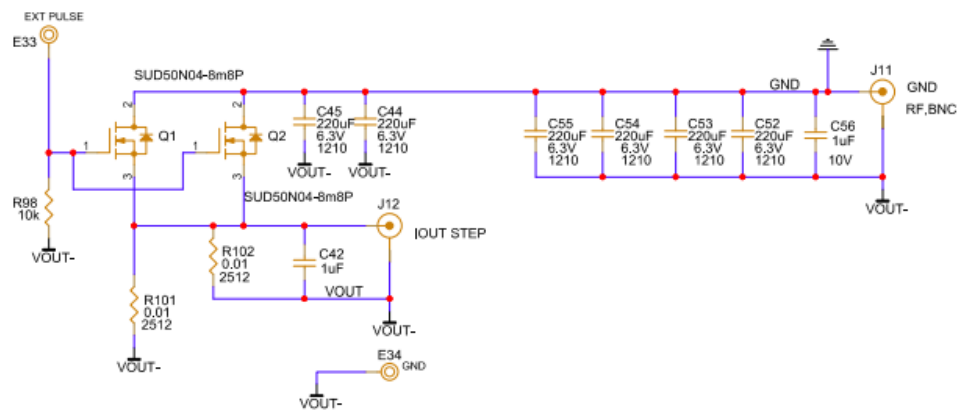 EXT PULSE
E33
SUD50N04-8m8P
GND
J11
GND
RF,BNC
2
2
Q1
Q2
1
1
3
3
C45
220uF
6.3V
1210
C44
220uF
6.3V
1210
VOUT-
VOUT-
C55
220uF
6.3V
1210
C54
220uF
6.3V
1210
C53
220uF
6.3V
1210
C52
220uF
6.3V
1210
C56
1uF
10V
VOUT-
R98
10k
VOUT-
SUD50N04-8m8P
J12
IOUT STEP
R102
0.01
2512
C42
1uF
VOUT
R101
0.01
2512
VOUT-
VOUT-
E34
GND
VOUT-